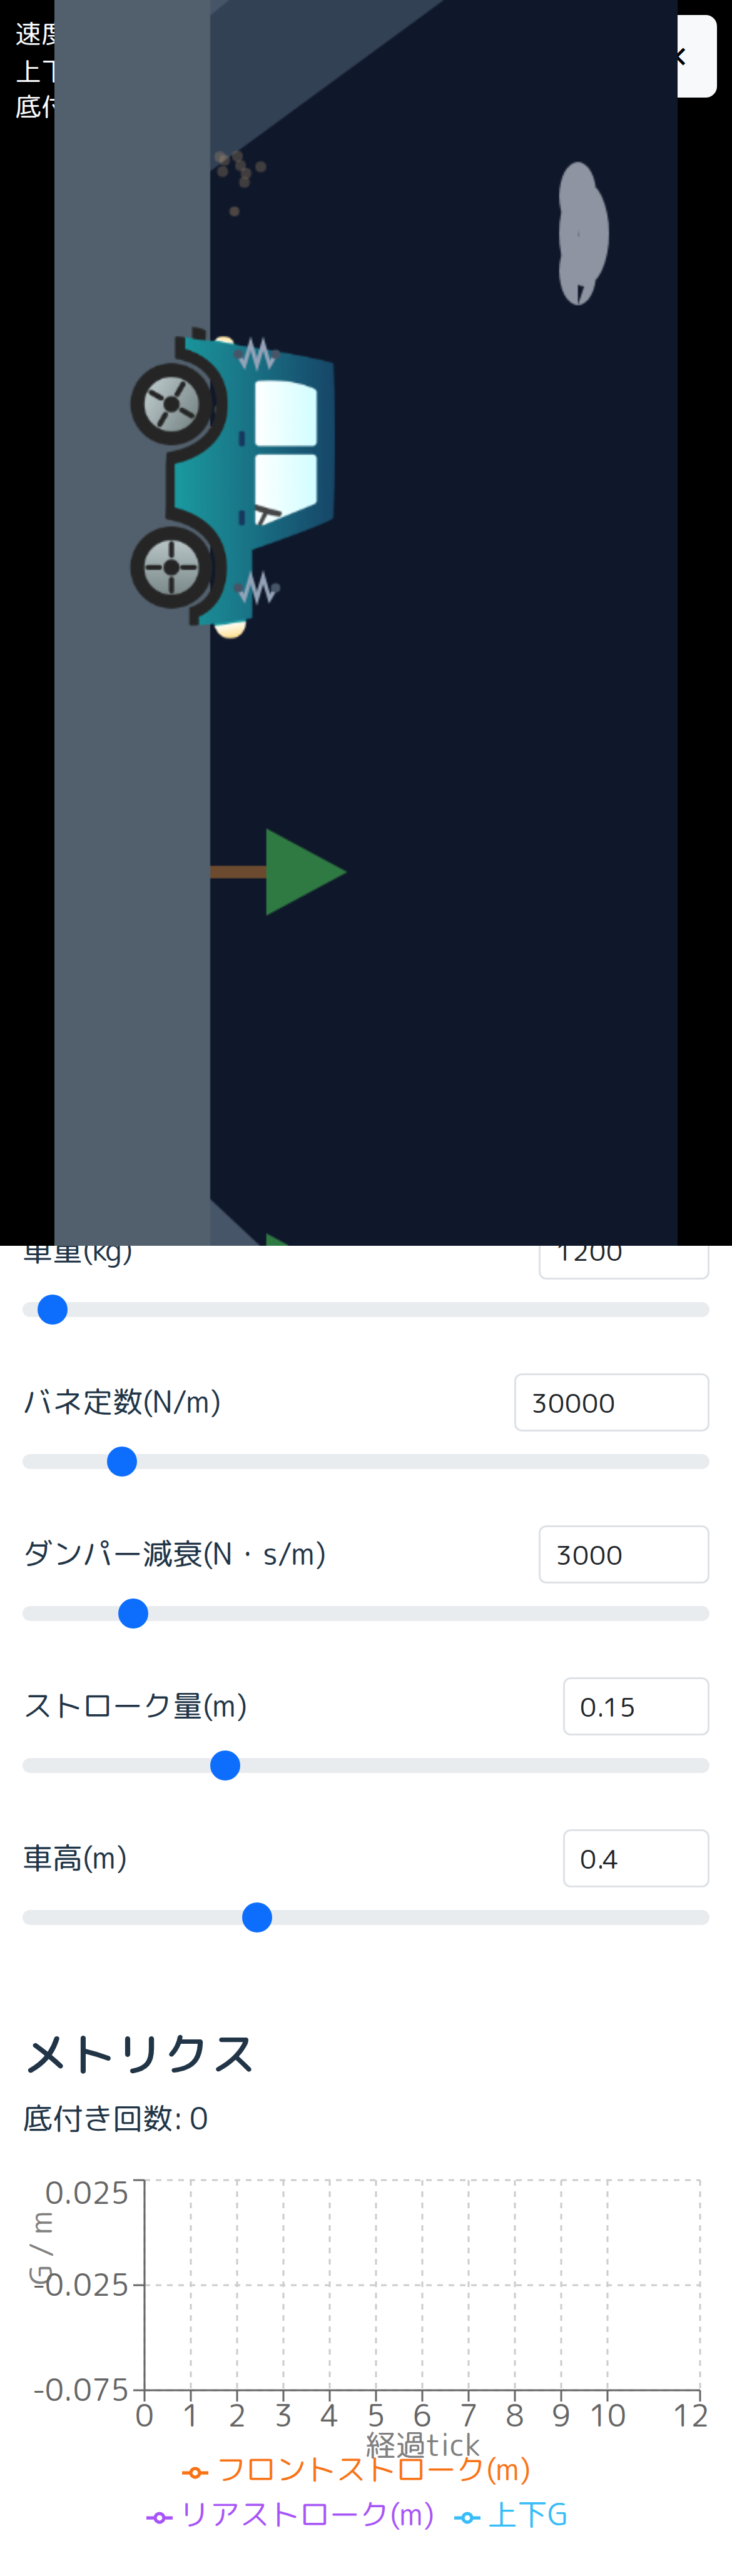 速度
上下
底付
車量(kg)
1200
バネ定数(N/m)
30000
ダンパー減衰(N・s/m)
3000
ストローク量(m)
0.15
車高(m)
0.4
メトリクス
底付き回数: 0
0.025
-0.025
-0.075
G / m
0 1 2 3 4 5 6 7 8 9 10 12
経過tick
フロントストローク(m)
リアストローク(m) 上下G